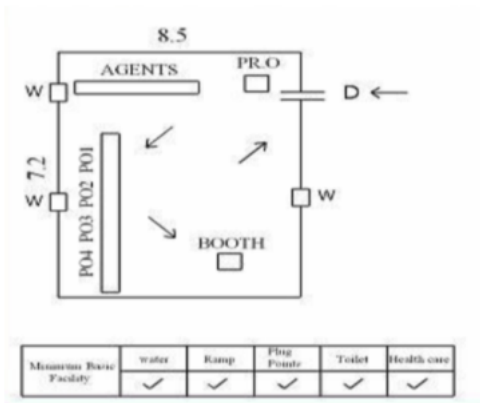 8.5
AGENTS
PR.O
W
D
7.2
W
W
PO4 PO3 PO2 PO1
BOOTH
Minimum Basic
Facility
water
Ramp
Plug
Points
Toilet
Health care